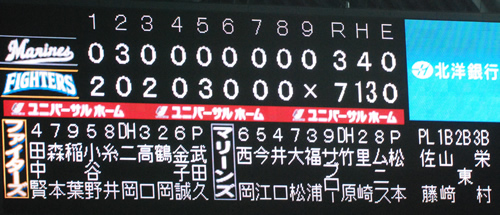 1 2 3 4 5 6 7 8 9 R H E
Marines 0 3 0 0 0 0 0 0 0 3 4 0
FIGHTERS 2 0 2 0 3 0 0 0 × 7 13 0
北洋銀行
ユニバーサルホーム ユニバーサルホーム ユニバーサルホーム
ファイターズ
4 7 9 5 8 DH 3 2 6 P
田中賢 森本 稲葉 小谷野 糸井 二岡 高口 鶴岡 金子誠 武田久
マリーンズ
6 5 4 7 3 9 DH 2 8 P
西岡 今江 井口 大松 福浦 サブロー 竹原 里崎 ムニス 松本
PL 1B 2B 3B
佐藤 山崎 東 栄村